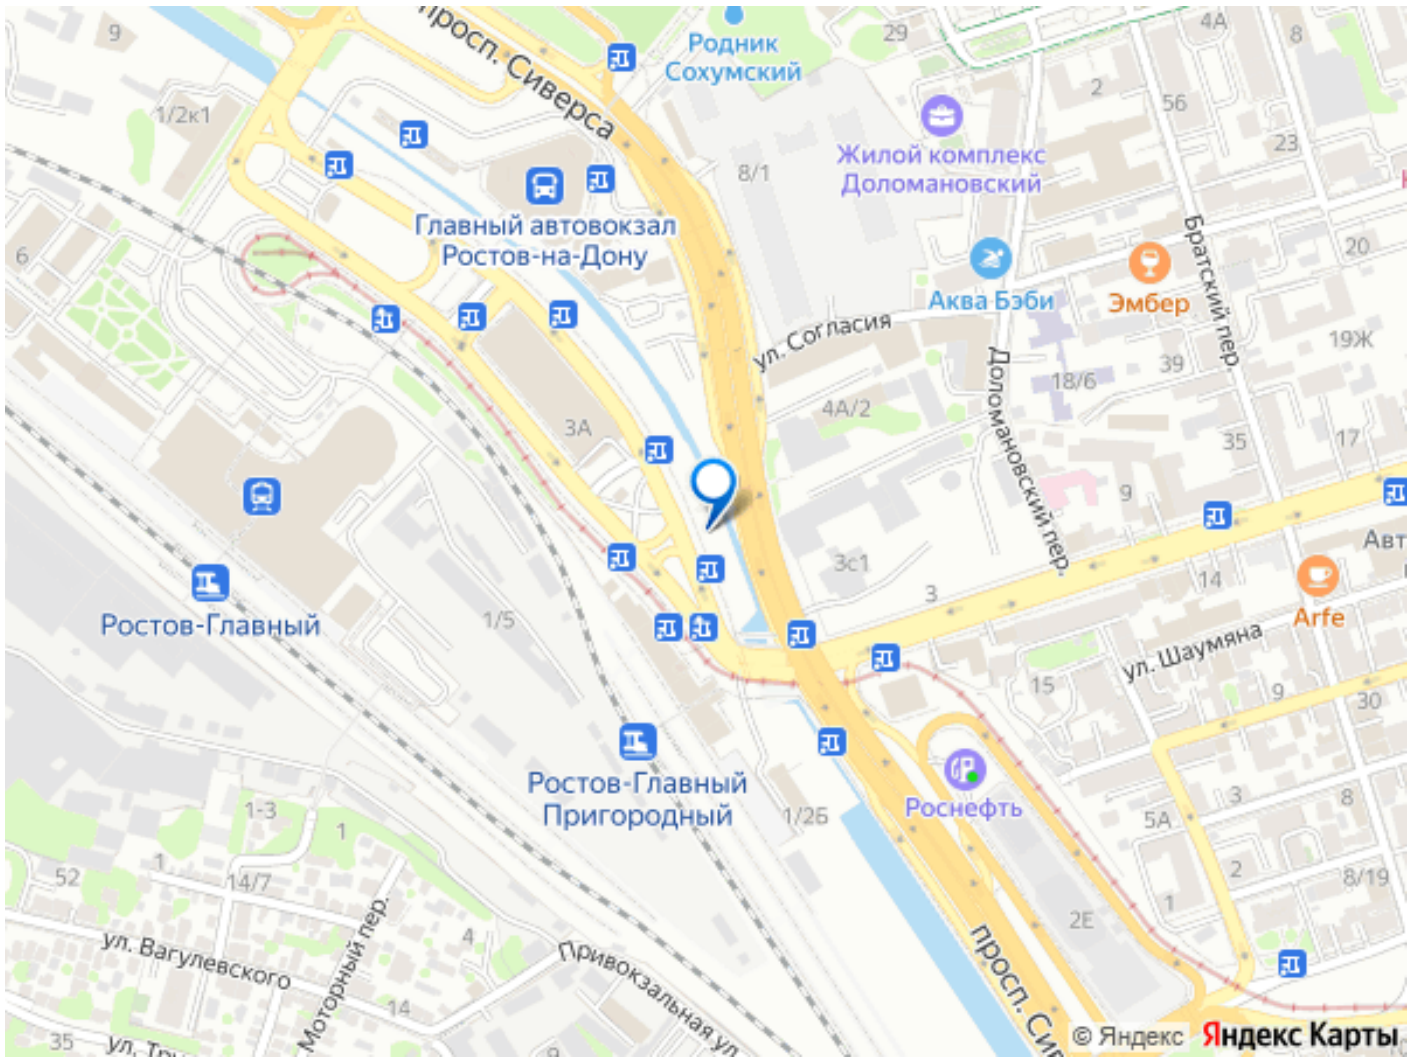 9
просп. Сиверса
Родник
Сохумский
29
4А
8
2
56
1/2к1
23
8/1
Жилой комплекс
Доломановский
Главный автовокзал
Ростов-на-Дону
6
Братский пер.
20
Аква Бэби
Эмбер
ул. Согласия
19Ж
39
18/6
Доломановский пер.
4А/2
3А
35
17
9
Авт
3с1
14
3
Arfe
Ростов-Главный
1/5
ул. Шаумяна
15
9
30
Ростов-Главный
Пригородный
Роснефть
1/2Б
3
8
5А
1-3
1
1
52
14/7
2
8/19
1
2Е
4
ул. Вагулевского
Моторный пер.
Привокзальная ул.
просп. Сив
14
35
ул. Тру
9
© Яндекс
Яндекс Карты